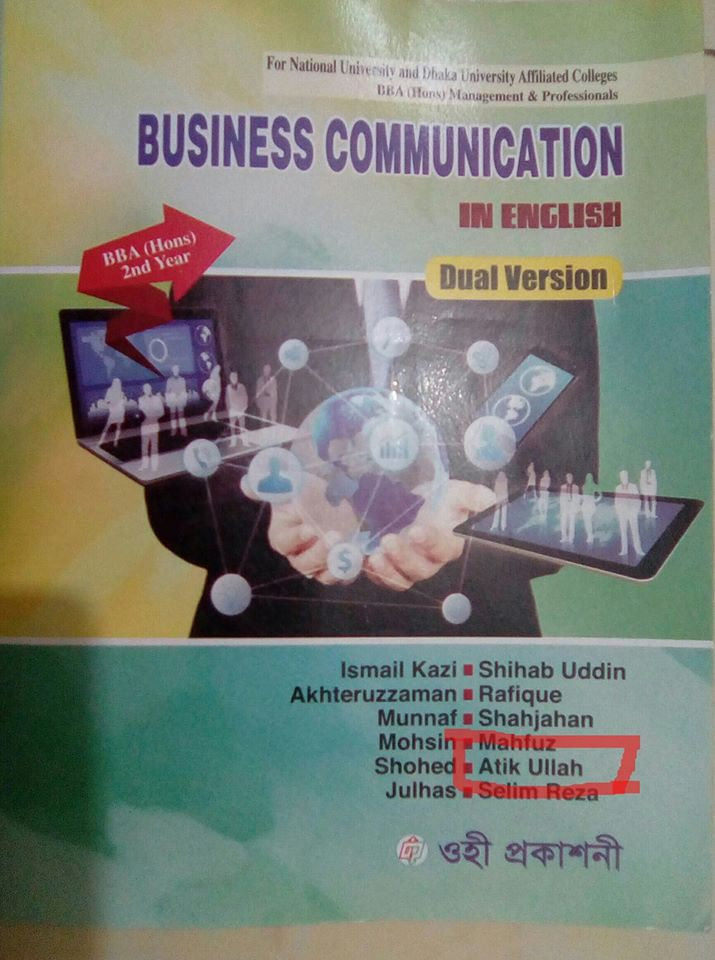 For National University and Dhaka University Affiliated Colleges
BBA (Hons) Management & Professionals
BUSINESS COMMUNICATION
IN ENGLISH
BBA (Hons)
2nd Year
Dual Version
Ismail Kazi ▪ Shihab Uddin
Akhteruzzaman ▪ Rafique
Munnaf ▪ Shahjahan
Mohsin ▪ Mahfuz
Shohed ▪ Atik Ullah
Julhas ▪ Selim Reza
ওহী প্রকাশনী